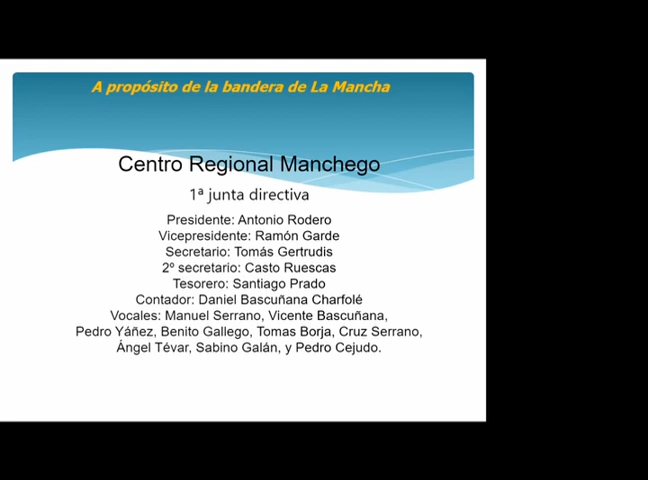 A propósito de la bandera de La Mancha
Centro Regional Manchego
1ª junta directiva
Presidente: Antonio Rodero
Vicepresidente: Ramón Garde
Secretario: Tomás Gertrudis
2º secretario: Casto Ruescas
Tesorero: Santiago Prado
Contador: Daniel Bascuñana Charfolé
Vocales: Manuel Serrano, Vicente Bascuñana,
Pedro Yáñez, Benito Gallego, Tomas Borja, Cruz Serrano,
Ángel Tévar, Sabino Galán, y Pedro Cejudo.